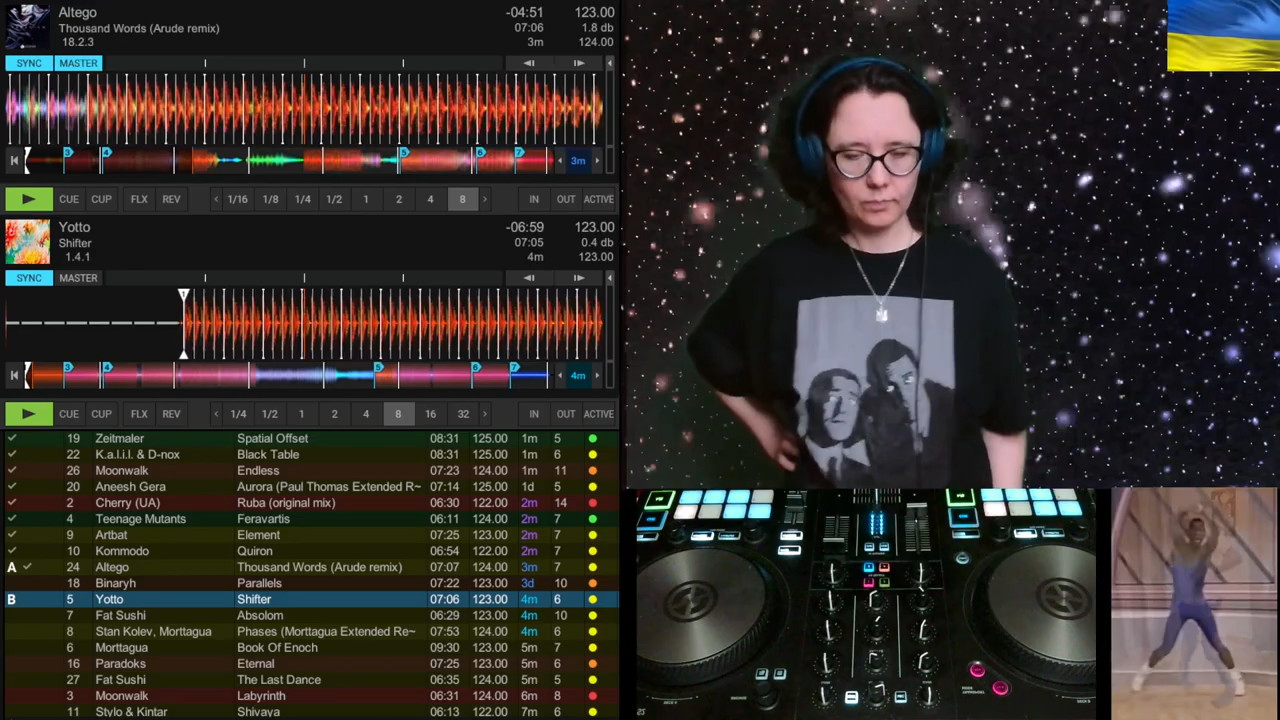 Altego -04:51 123.00
Thousand Words (Arude remix) 07:06 1.8 db
18.2.3 3m 124.00
SYNC MASTER
3 4 5 6 7 3m
CUE CUP FLX REV 1/16 1/8 1/4 1/2 1 2 4 8 IN OUT ACTIVE
Yotto -06:59 123.00
Shifter 07:05 0.4 db
1.4.1 4m 123.00
SYNC MASTER
1
3 4 5 6 7 4m
CUE CUP FLX REV 1/4 1/2 1 2 4 8 16 32 IN OUT ACTIVE
19 Zeitmaler Spatial Offset 08:31 125.00 1m 5
22 K.a.l.i.l. & D-nox Black Table 08:31 125.00 1m 6
26 Moonwalk Endless 07:23 124.00 1m 11
20 Aneesh Gera Aurora (Paul Thomas Extended R~ 07:14 125.00 1d 5
2 Cherry (UA) Ruba (original mix) 06:30 122.00 2m 14
4 Teenage Mutants Feravartis 06:11 124.00 2m 7
9 Artbat Element 07:25 123.00 2m 7
10 Kommodo Quiron 06:54 122.00 2m 7
A 24 Altego Thousand Words (Arude remix) 07:07 124.00 3m 7
18 Binaryh Parallels 07:22 123.00 3d 10
B 5 Yotto Shifter 07:06 123.00 4m 6
7 Fat Sushi Absolom 06:29 123.00 4m 10
8 Stan Kolev, Morttagua Phases (Morttagua Extended Re~ 07:53 124.00 4m 6
6 Morttagua Book Of Enoch 09:30 122.00 5m 7
16 Paradoks Eternal 07:25 123.00 5m 6
27 Fat Sushi The Last Dance 06:35 124.00 5m 5
3 Moonwalk Labyrinth 06:31 123.00 6m 8
11 Stylo & Kintar Shivaya 06:13 122.00 7m 6